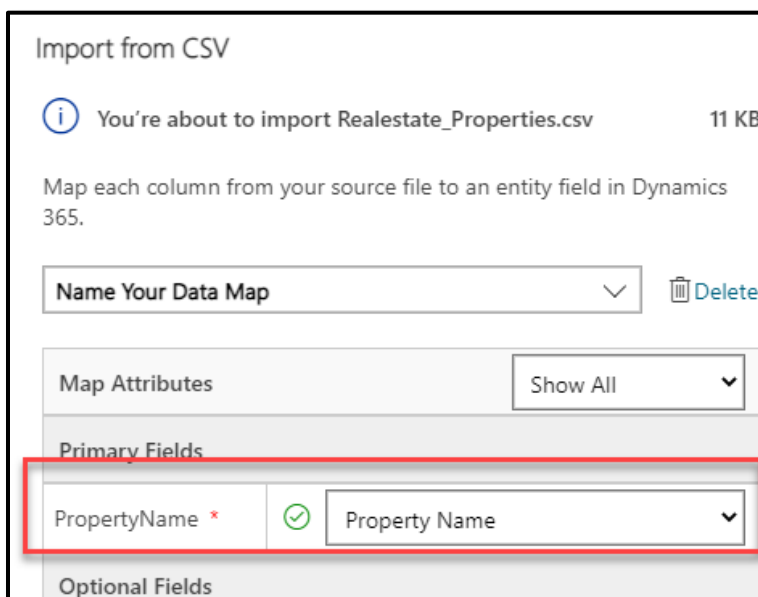 Import from CSV
i You're about to import Realestate_Properties.csv 11 KB
Map each column from your source file to an entity field in Dynamics
365.
Name Your Data Map Delete
Map Attributes Show All
Primary Fields
PropertyName * Property Name
Optional Fields